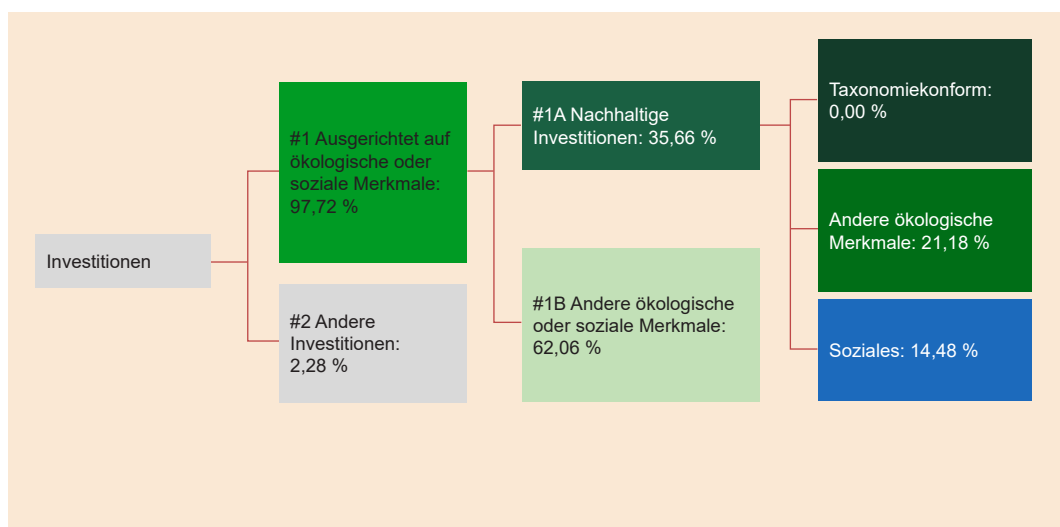 Investitionen
#1 Ausgerichtet auf
ökologische oder
soziale Merkmale:
97,72 %
#2 Andere
Investitionen:
2,28 %
#1A Nachhaltige
Investitionen: 35,66 %
#1B Andere ökologische
oder soziale Merkmale:
62,06 %
Taxonomiekonform:
0,00 %
Andere ökologische
Merkmale: 21,18 %
Soziales: 14,48 %